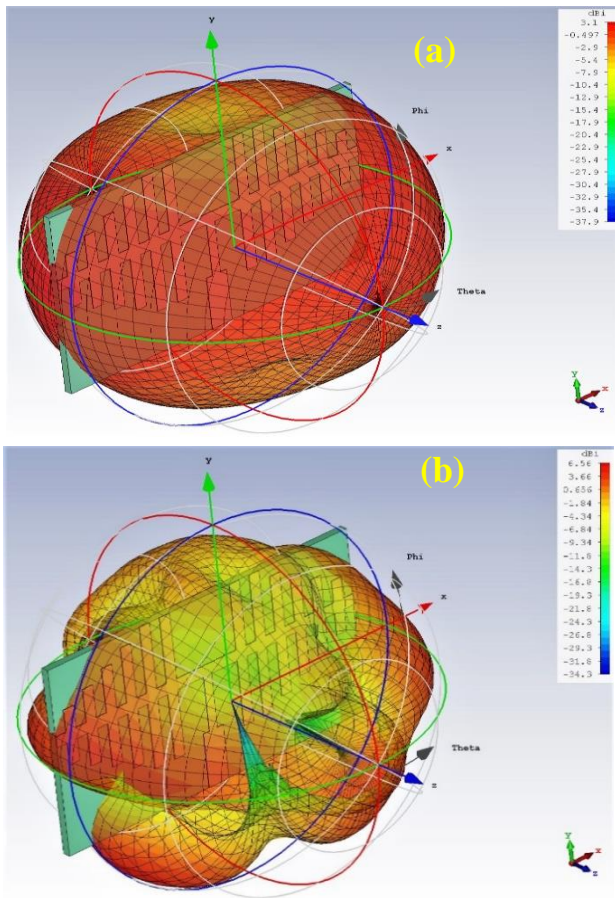 (a)
dBi
3.1
-0.497
-2.9
-5.4
-7.9
-10.4
-12.9
-15.4
-17.9
-20.4
-22.9
-25.4
-27.9
-30.4
-32.9
-35.4
-37.9
y
Phi
x
Theta
z
y
x
z
(b)
dBi
6.56
3.66
0.656
-1.84
-4.34
-6.84
-9.34
-11.8
-14.3
-16.8
-19.3
-21.8
-24.3
-26.8
-29.3
-31.8
-34.3
y
Phi
x
Theta
z
y
x
z